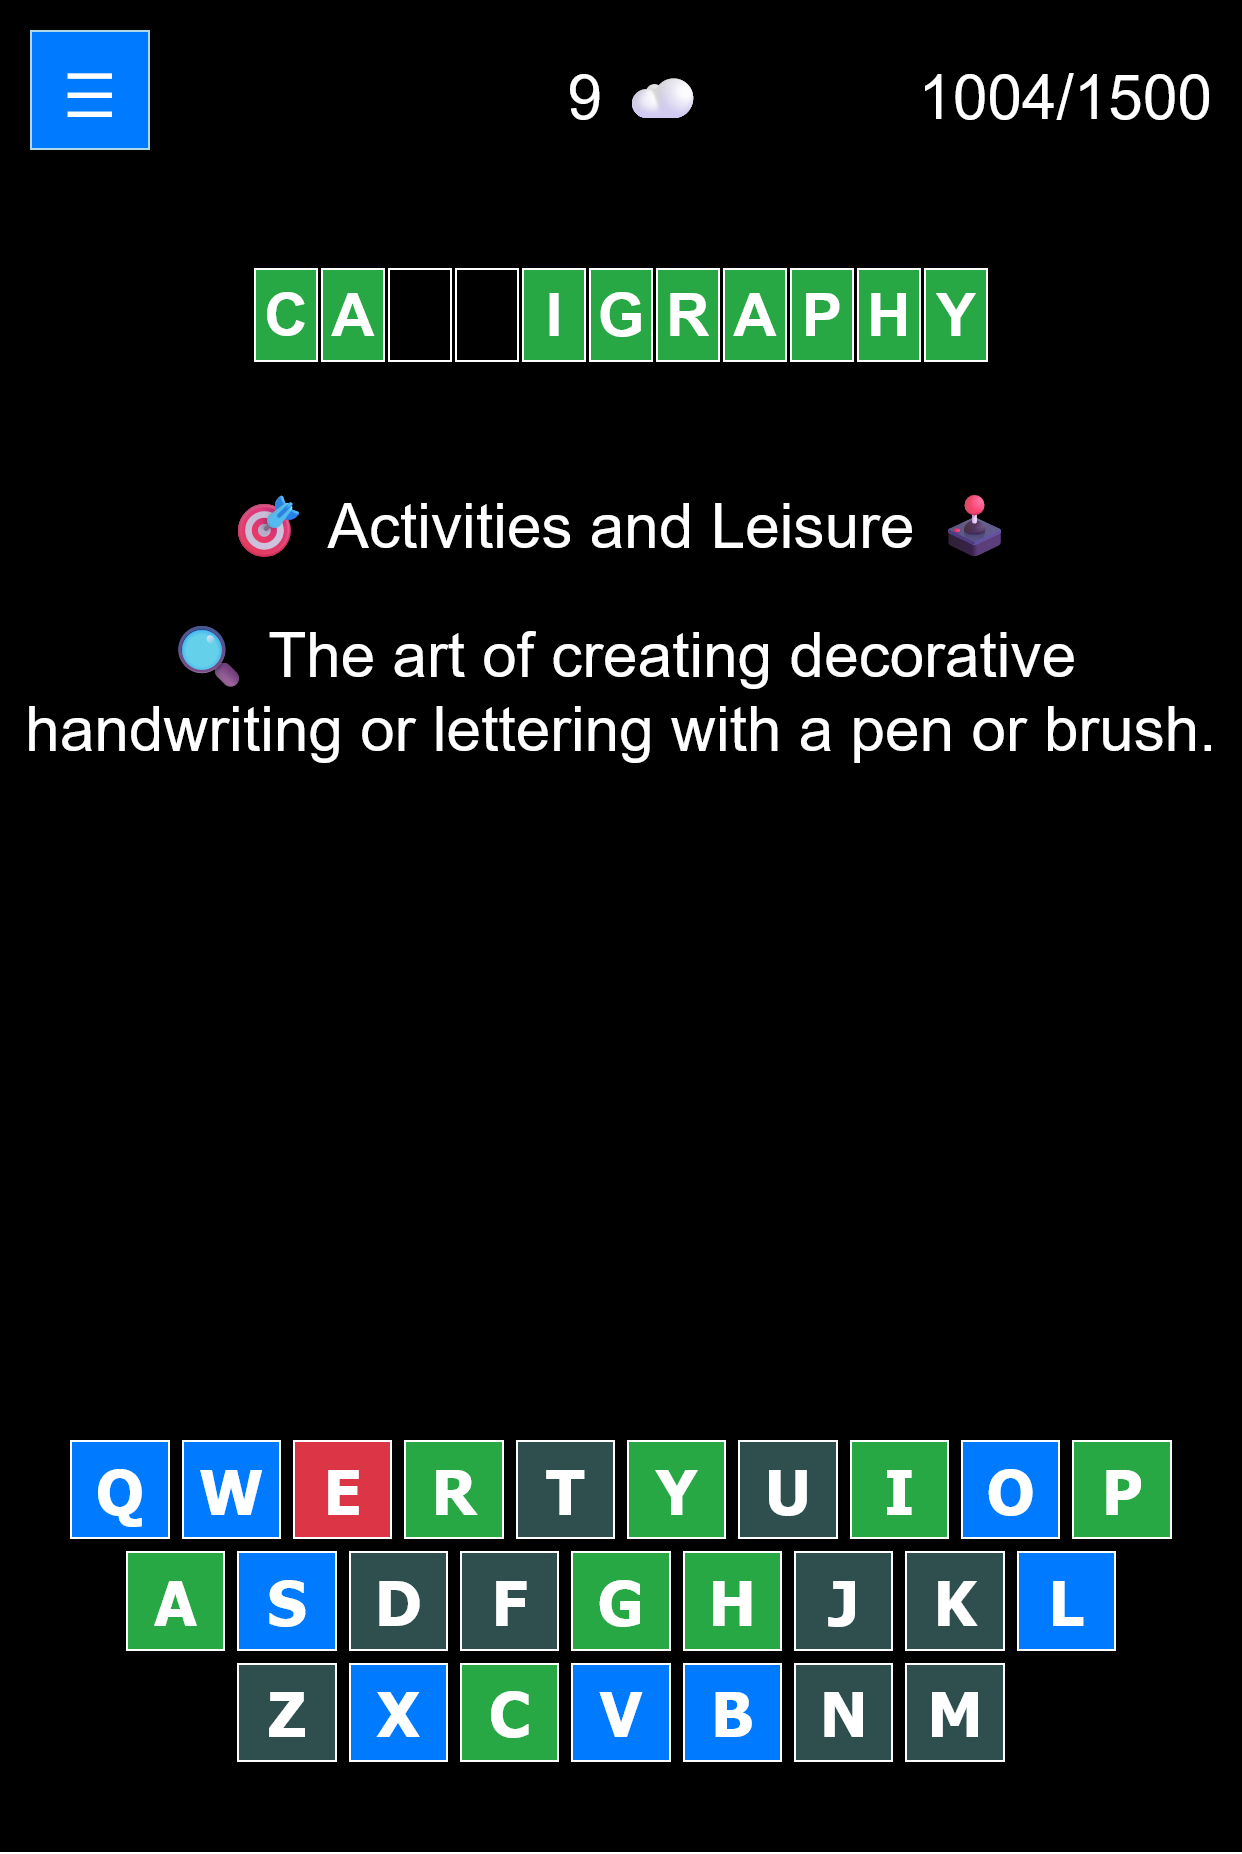 ☰ 9 1004/1500
CA IGRAPHY
Activities and Leisure
The art of creating decorative
handwriting or lettering with a pen or brush.
Q W E R T Y U I O P
A S D F G H J K L
Z X C V B N M